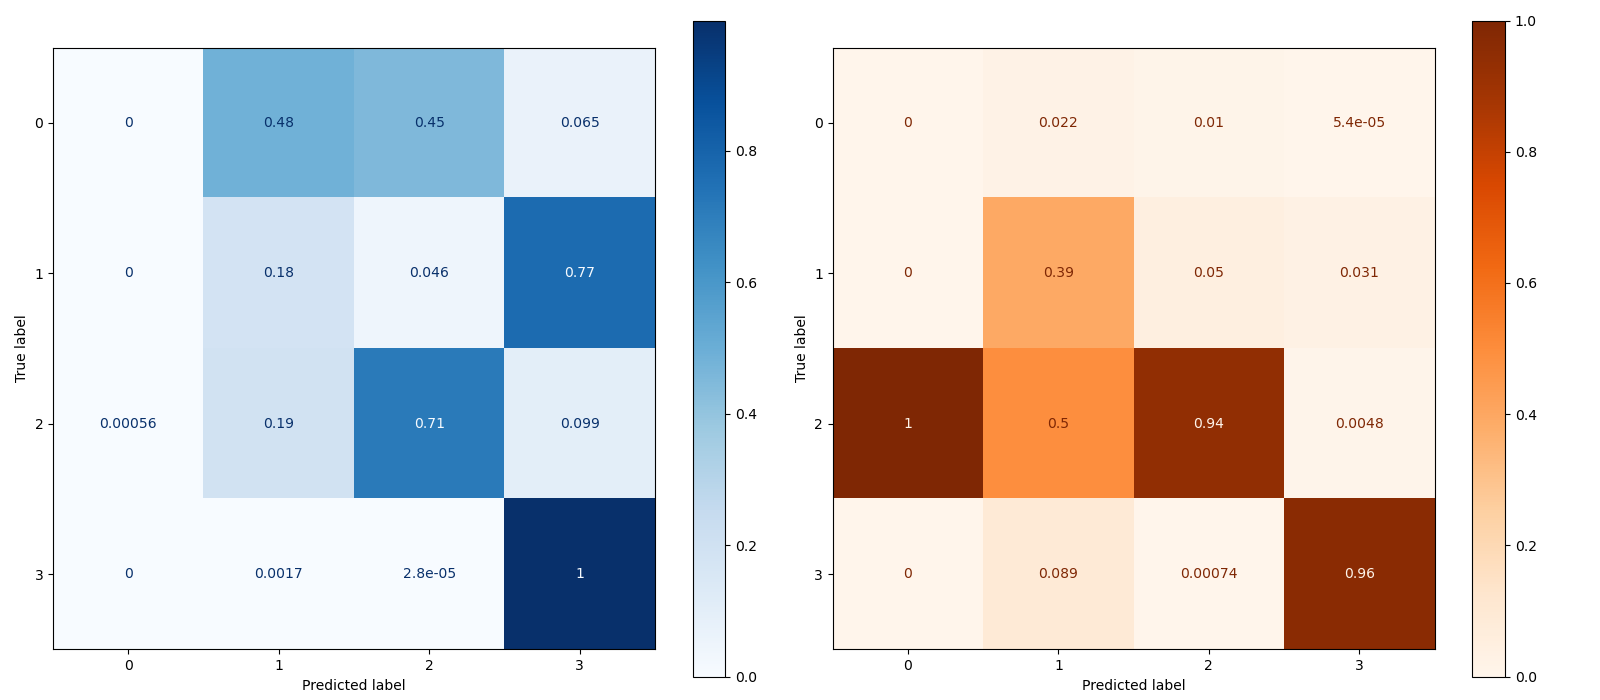 0 0 0.48 0.45 0.065
1 0 0.18 0.046 0.77
2 0.00056 0.19 0.71 0.099
3 0 0.0017 2.8e-05 1
0 1 2 3
True label
Predicted label
0.8
0.6
0.4
0.2
0.0
0 0 0.022 0.01 5.4e-05
1 0 0.39 0.05 0.031
2 1 0.5 0.94 0.0048
3 0 0.089 0.00074 0.96
0 1 2 3
True label
Predicted label
1.0
0.8
0.6
0.4
0.2
0.0